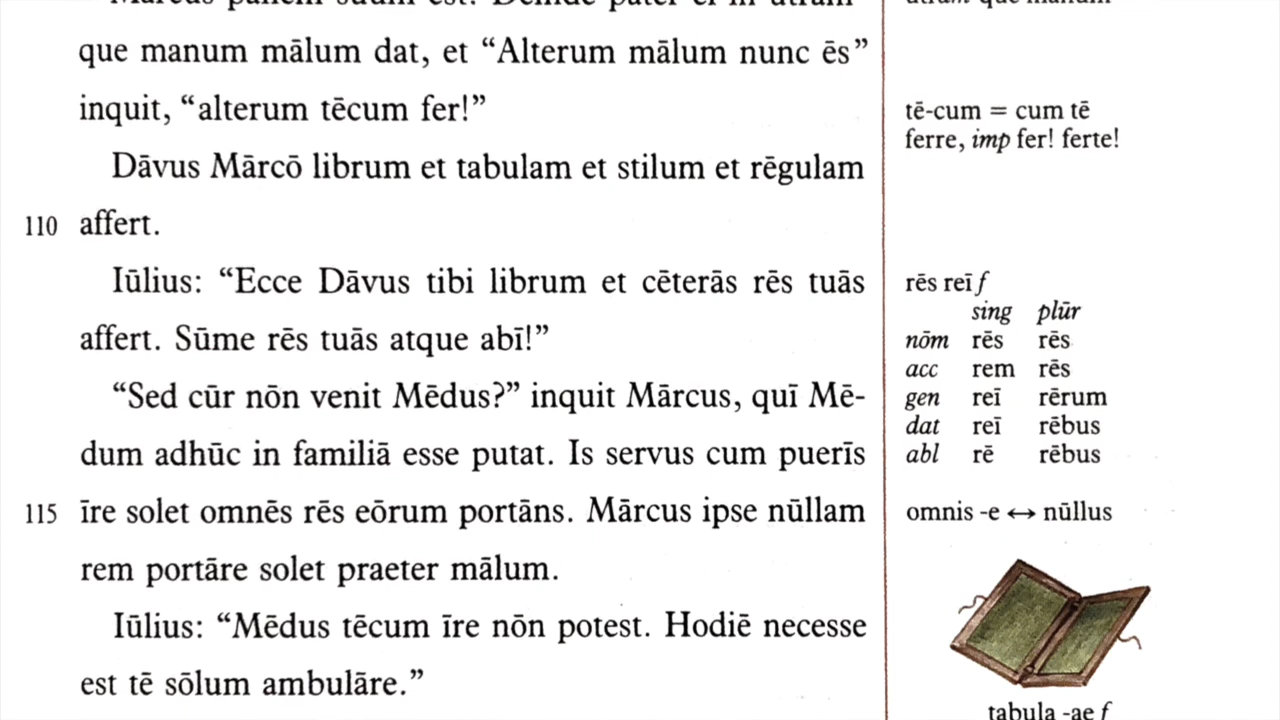 que manum mālum dat, et “Alterum mālum nunc ēs”
inquit, “alterum tēcum fer!”
Dāvus Mārcō librum et tabulam et stilum et rēgulam
110 affert.
Iūlius: “Ecce Dāvus tibi librum et cēterās rēs tuās
affert. Sūme rēs tuās atque abī!”
“Sed cūr nōn venit Mēdus?” inquit Mārcus, quī Mē-
dum adhūc in familiā esse putat. Is servus cum puerīs
115 īre solet omnēs rēs eōrum portāns. Mārcus ipse nūllam
rem portāre solet praeter mālum.
Iūlius: “Mēdus tēcum īre nōn potest. Hodiē necesse
est tē sōlum ambulāre.”
tē-cum = cum tē
ferre, imp fer! ferte!
rēs reī f
sing plūr
nōm rēs rēs
acc rem rēs
gen reī rērum
dat reī rēbus
abl rē rēbus
omnis -e ↔ nūllus
tabula -ae f